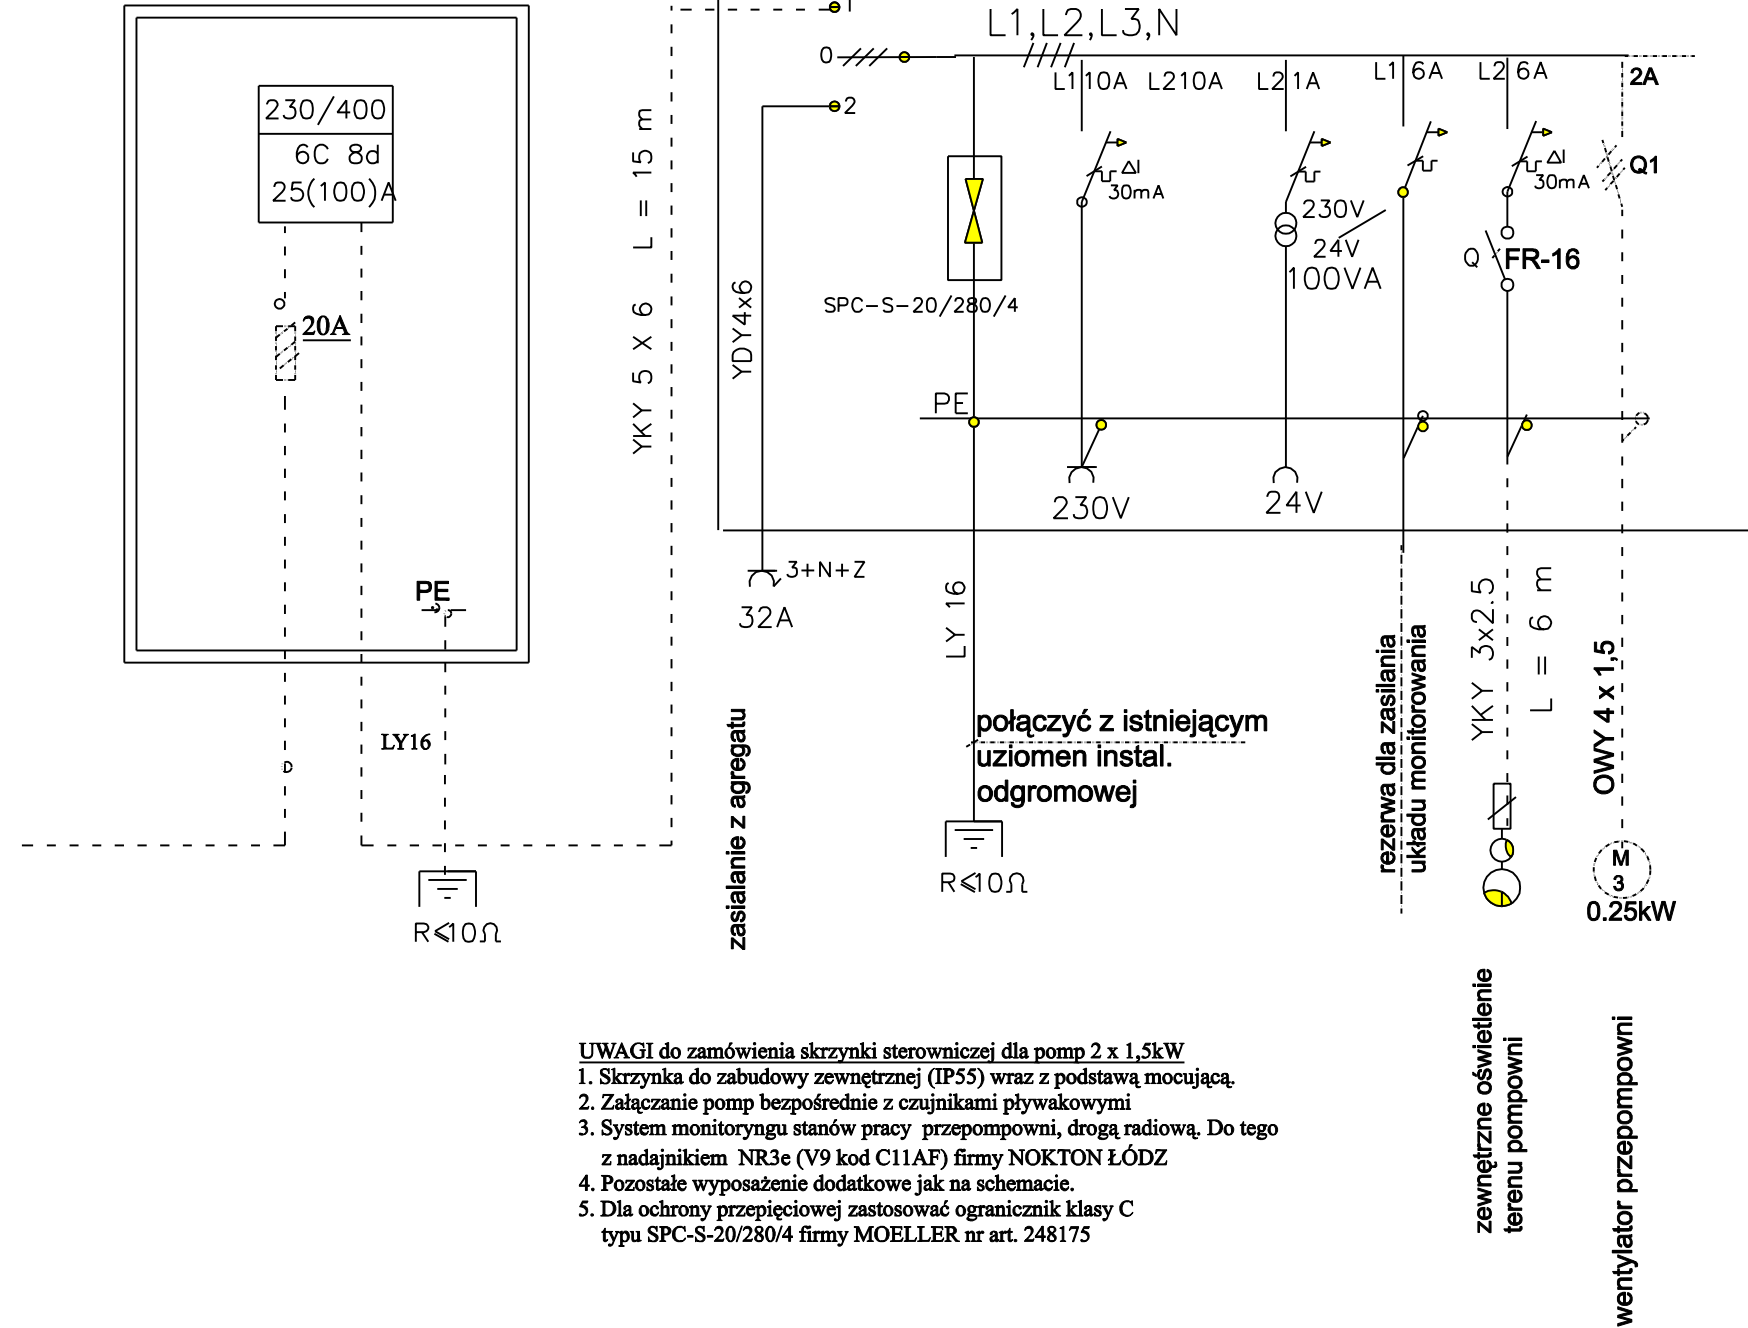 L1,L2,L3,N
1
0
2
230/400
6C 8d
25(100)A
20A
PE
LY16
R⩽10Ω
YKY 5 X 6 L = 15 m
YDY4x6
3+N+Z
32A
zasialanie z agregatu
SPC-S-20/280/4
PE
LY 16
połączyć z istniejącym
uziomen instal.
odgromowej
R⩽10Ω
L110A
L210A
L2 1A
L1 6A
L2 6A
2A
ΔI
30mA
230V
24V
100VA
ΔI
30mA
Q1
Q
FR-16
230V
24V
rezerwa dla zasilania
układu monitorowania
YKY 3x2.5
L = 6 m
OWY 4 x 1,5
M
3
0.25kW
zewnętrzne oświetlenie
terenu pompowni
wentylator przepompowni
UWAGI do zamówienia skrzynki sterowniczej dla pomp 2 x 1,5kW
1. Skrzynka do zabudowy zewnętrznej (IP55) wraz z podstawą mocującą.
2. Załączanie pomp bezpośrednie z czujnikami pływakowymi
3. System monitoryngu stanów pracy przepompowni, drogą radiową. Do tego
z nadajnikiem NR3e (V9 kod C11AF) firmy NOKTON ŁÓDZ
4. Pozostałe wyposażenie dodatkowe jak na schemacie.
5. Dla ochrony przepięciowej zastosować ogranicznik klasy C
typu SPC-S-20/280/4 firmy MOELLER nr art. 248175